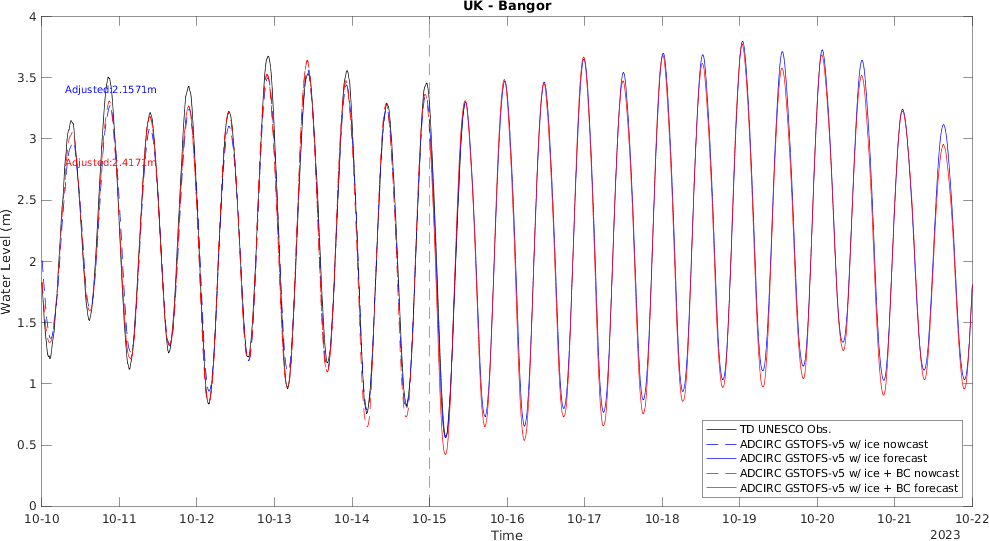 UK - Bangor
4
3.5
3
2.5
2
1.5
1
0.5
0
Water Level (m)
Adjusted:2.1571m
Adjusted:2.4171m
TD UNESCO Obs.
ADCIRC GSTOFS-v5 w/ ice nowcast
ADCIRC GSTOFS-v5 w/ ice forecast
ADCIRC GSTOFS-v5 w/ ice + BC nowcast
ADCIRC GSTOFS-v5 w/ ice + BC forecast
10-10 10-11 10-12 10-13 10-14 10-15 10-16 10-17 10-18 10-19 10-20 10-21 10-22
Time
2023